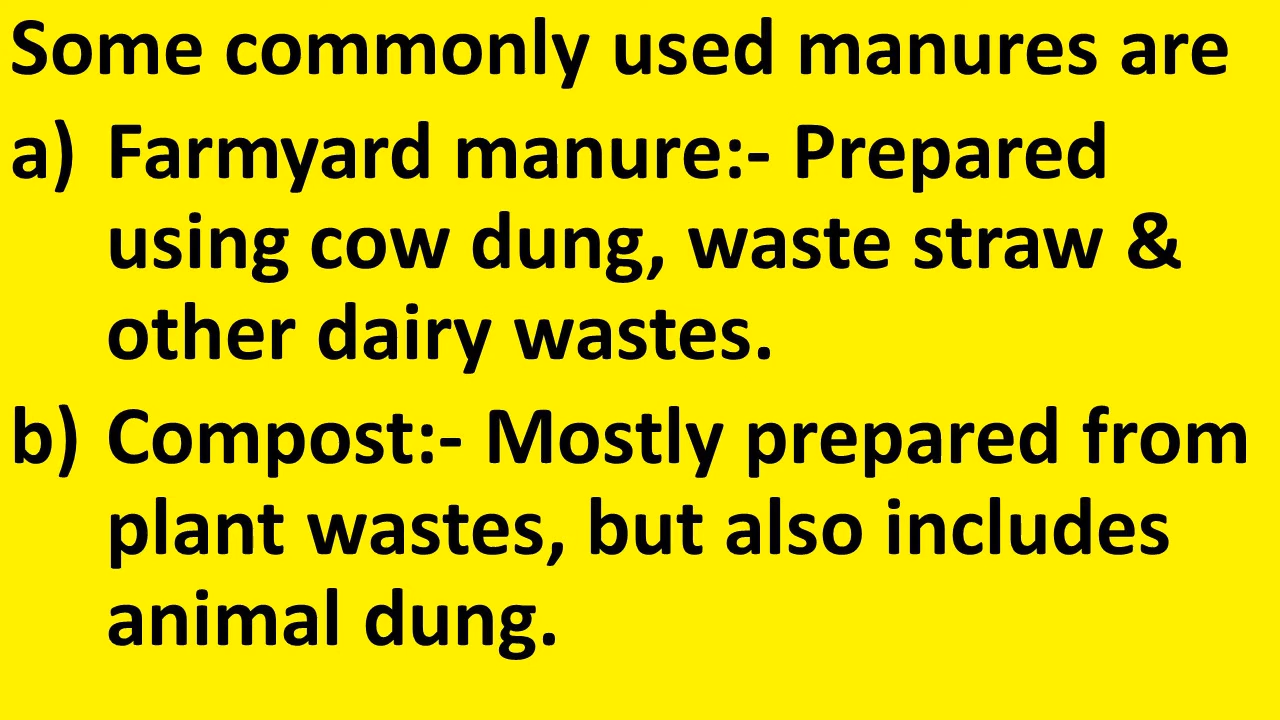 Some commonly used manures are
a) Farmyard manure:- Prepared
using cow dung, waste straw &
other dairy wastes.
b) Compost:- Mostly prepared from
plant wastes, but also includes
animal dung.